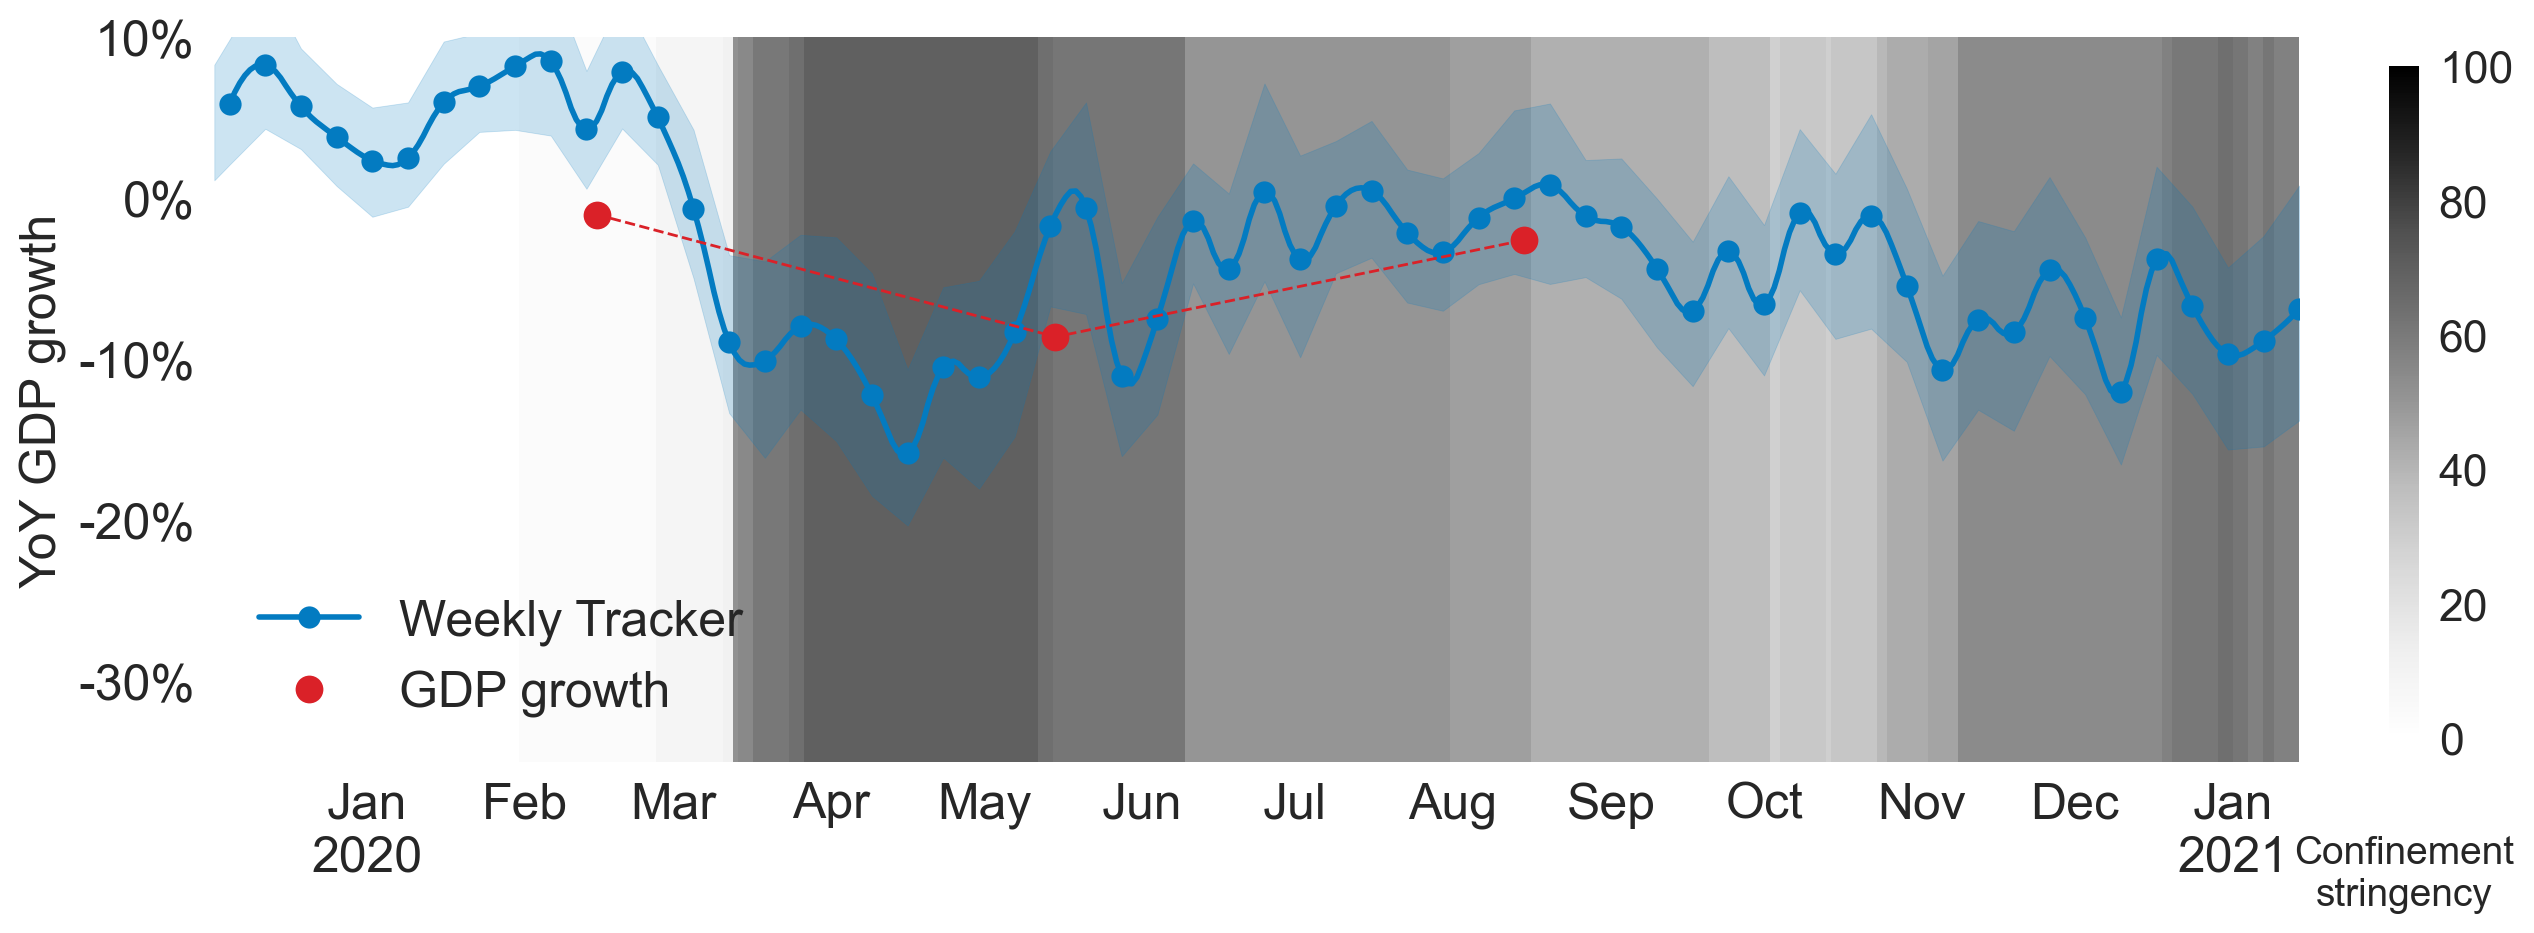 YoY GDP growth
10%
0%
-10%
-20%
-30%
Weekly Tracker
GDP growth
Jan Feb Mar Apr May Jun Jul Aug Sep Oct Nov Dec Jan
2020 2021
100
80
60
40
20
0
Confinement
stringency